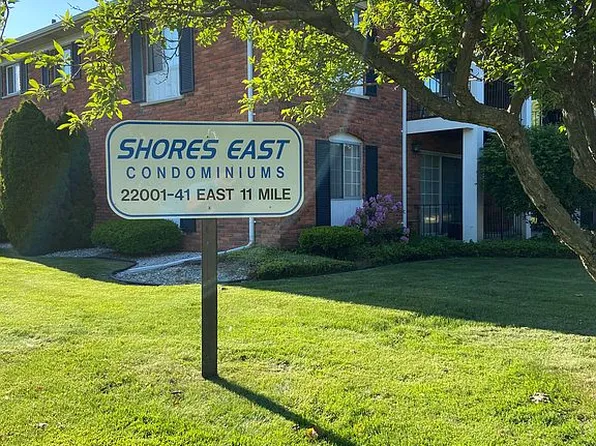 SHORES EAST
CONDOMINIUMS
22001-41 EAST 11 MILE